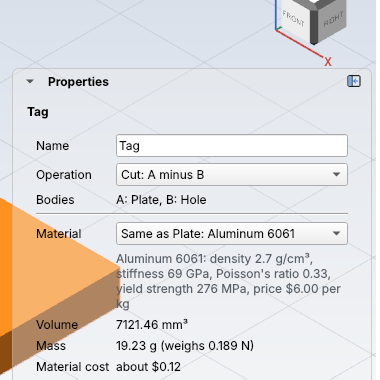 FRONT
RIGHT
X
Properties
Tag
Name Tag
Operation Cut: A minus B
Bodies A: Plate, B: Hole
Material Same as Plate: Aluminum 6061
Aluminum 6061: density 2.7 g/cm³,
stiffness 69 GPa, Poisson's ratio 0.33,
yield strength 276 MPa, price $6.00 per
kg
Volume 7121.46 mm³
Mass 19.23 g (weighs 0.189 N)
Material cost about $0.12